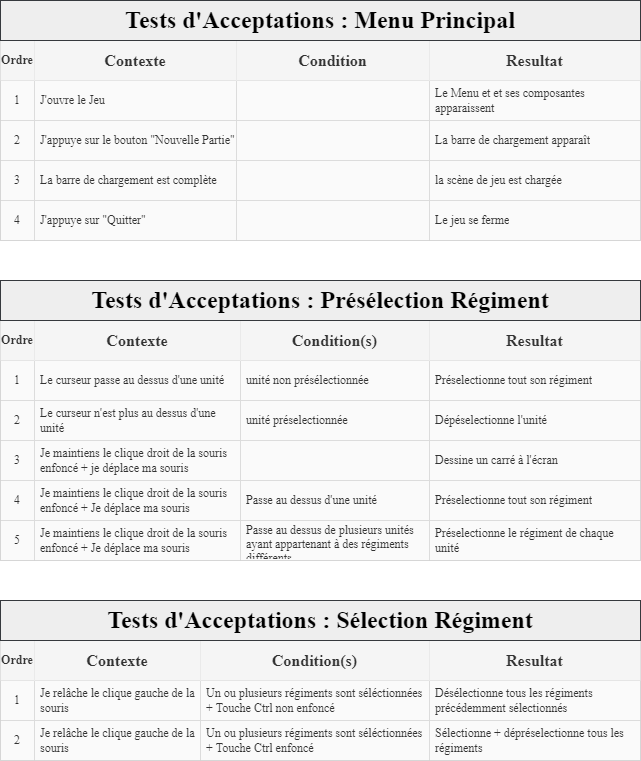 Tests d'Acceptations : Menu Principal
Ordre Contexte Condition Resultat
1 J'ouvre le Jeu Le Menu et et ses composantes
apparaissent
2 J'appuye sur le bouton "Nouvelle Partie" La barre de chargement apparaît
3 La barre de chargement est complète la scène de jeu est chargée
4 J'appuye sur "Quitter" Le jeu se ferme
Tests d'Acceptations : Présélection Régiment
Ordre Contexte Condition(s) Resultat
1 Le curseur passe au dessus d'une unité unité non présélectionnée Préselectionne tout son régiment
2 Le curseur n'est plus au dessus d'une
unité unité préselectionnée Dépéselectionne l'unité
3 Je maintiens le clique droit de la souris
enfoncé + je déplace ma souris Dessine un carré à l'écran
4 Je maintiens le clique droit de la souris
enfoncé + Je déplace ma souris Passe au dessus d'une unité Préselectionne tout son régiment
5 Je maintiens le clique droit de la souris
enfoncé + Je déplace ma souris Passe au dessus de plusieurs unités
ayant appartenant à des régiments
différents Préselectionne le régiment de chaque
unité
Tests d'Acceptations : Sélection Régiment
Ordre Contexte Condition(s) Resultat
1 Je relâche le clique gauche de la
souris Un ou plusieurs régiments sont séléctionnées
+ Touche Ctrl non enfoncé Désélectionne tous les régiments
précédemment sélectionnés
2 Je relâche le clique gauche de la
souris Un ou plusieurs régiments sont séléctionnées
+ Touche Ctrl enfoncé Sélectionne + dépréselectionne tous les
régiments